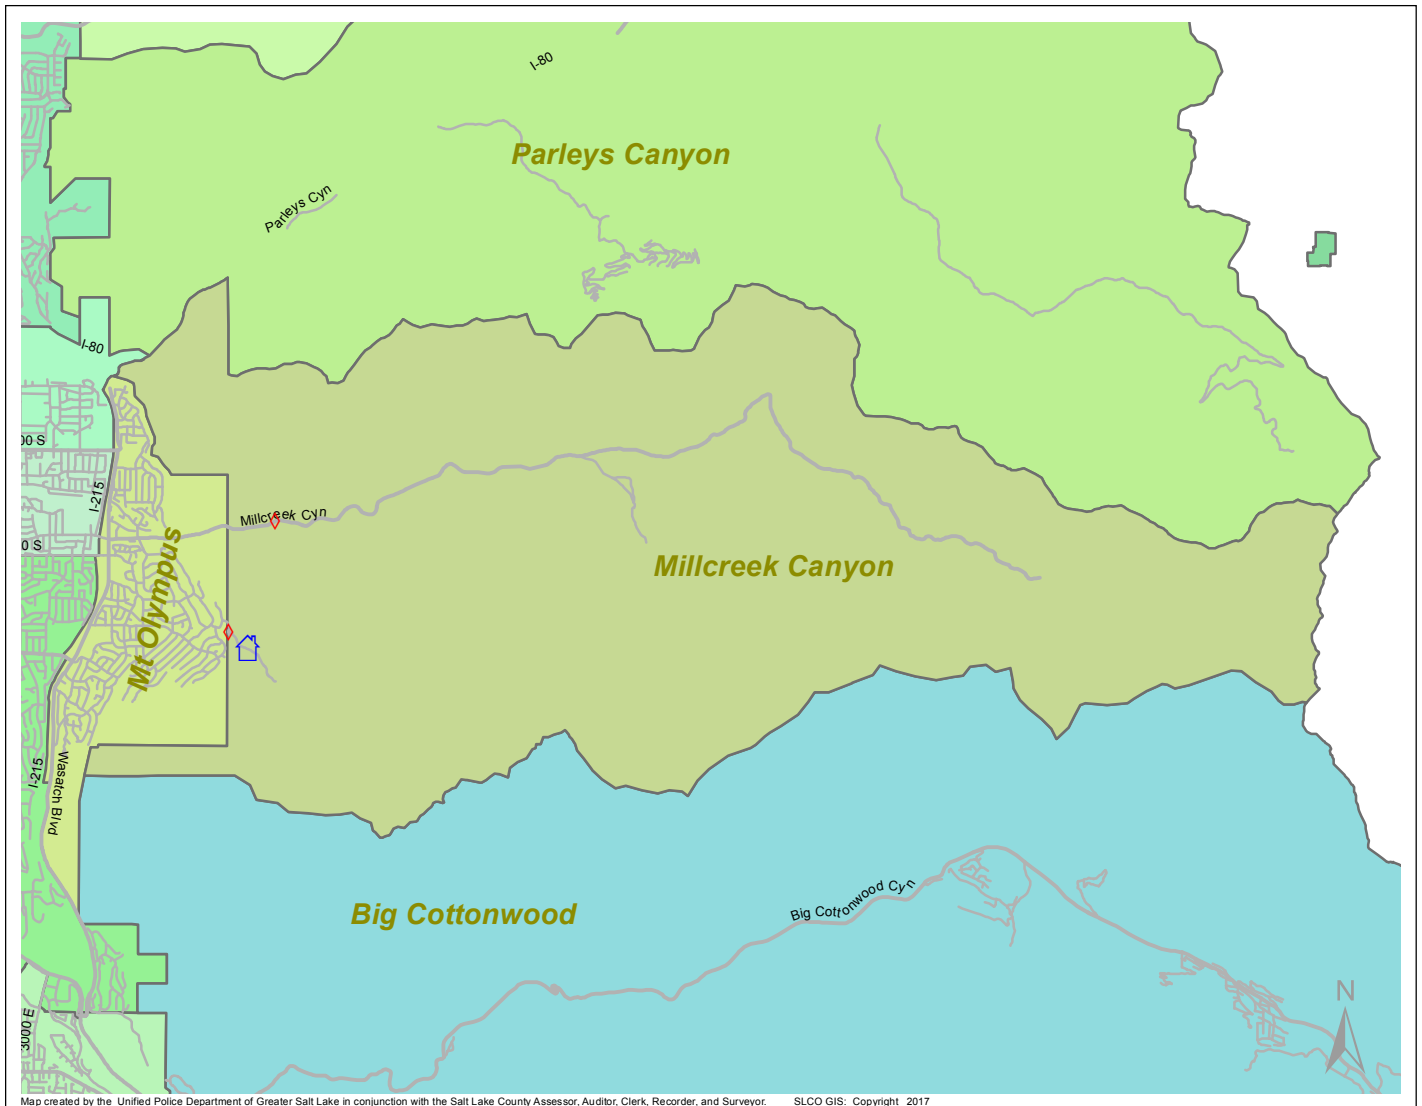 I-80
Parleys Canyon
Parleys Cyn
I-80
00 S
I-215
Millcreek Cyn
0 S
Mt Olympus
Millcreek Canyon
I-215
Wasatch Blvd
Big Cottonwood Cyn
Big Cottonwood
N
3000 E
Map created by the Unified Police Department of Greater Salt Lake in conjunction with the Salt Lake County Assessor, Auditor, Clerk, Recorder, and Surveyor. SLCO GIS: Copyright 2017